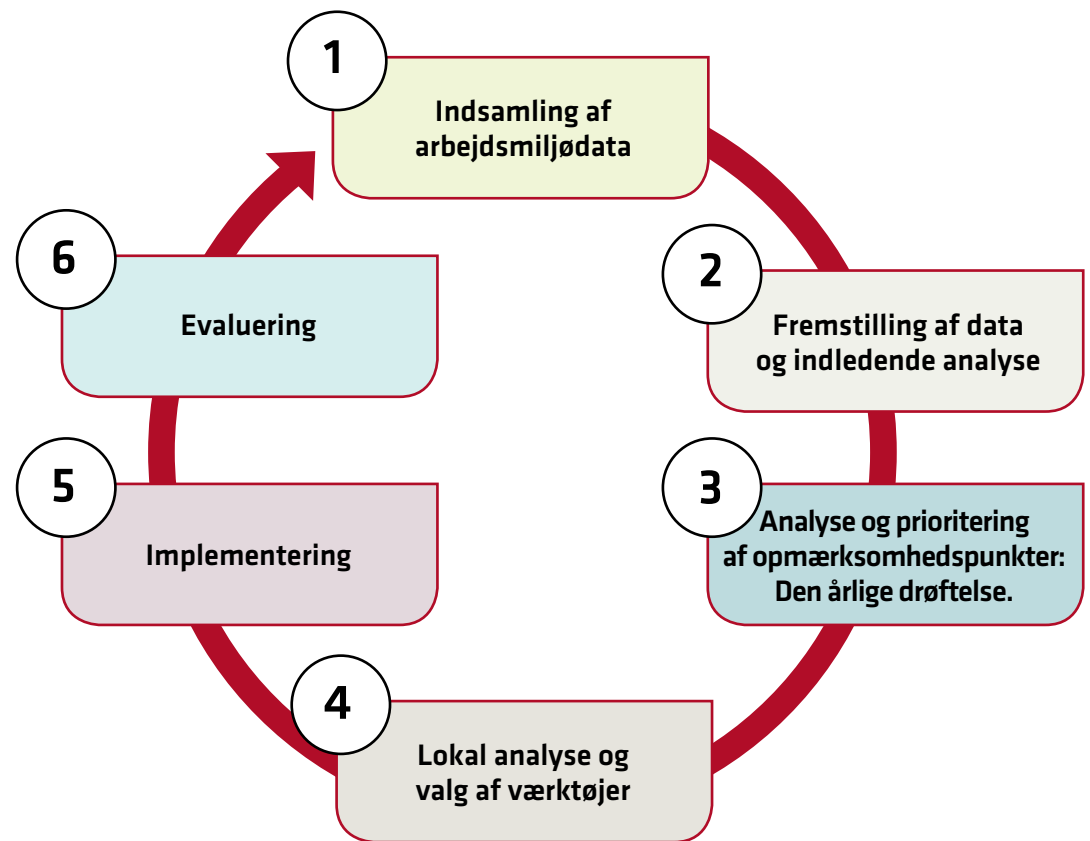 1
Indsamling af
arbejdsmiljødata
2
Fremstilling af data
og indledende analyse
3
Analyse og prioritering
af opmærksomhedspunkter:
Den årlige drøftelse.
4
Lokal analyse og
valg af værktøjer
5
Implementering
6
Evaluering